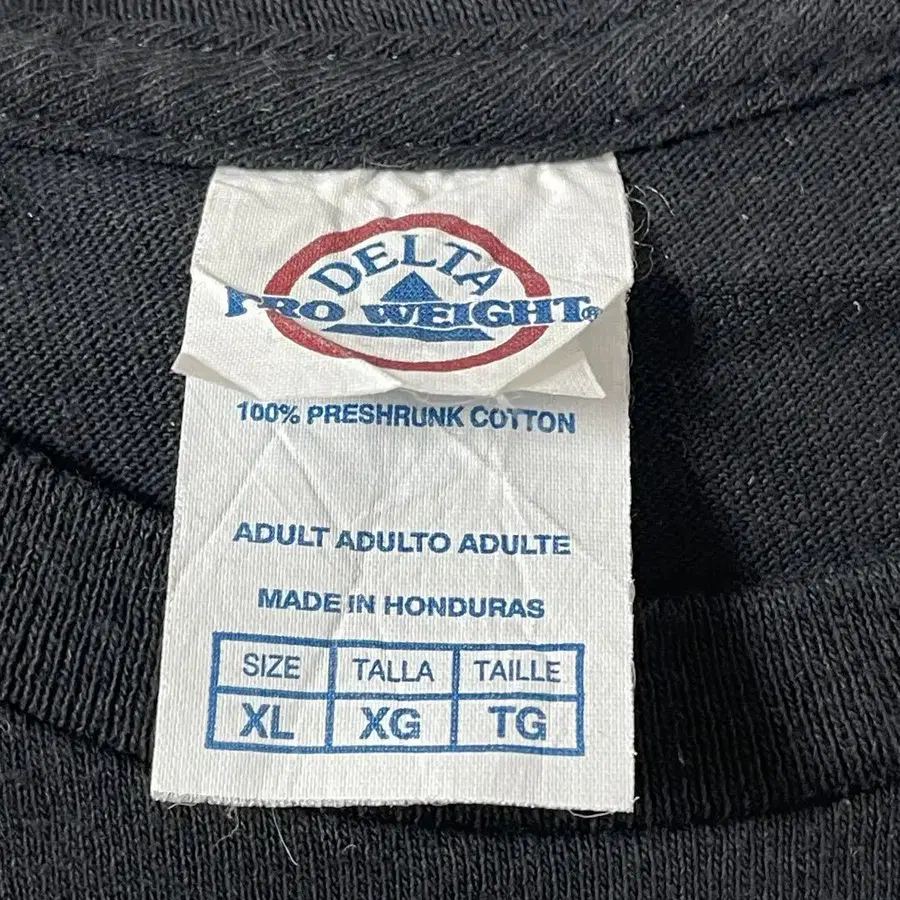 DELTA
PRO WEIGHT®
100% PRESHRUNK COTTON
ADULT ADULTO ADULTE
MADE IN HONDURAS
SIZE TALLA TAILLE
XL XG TG